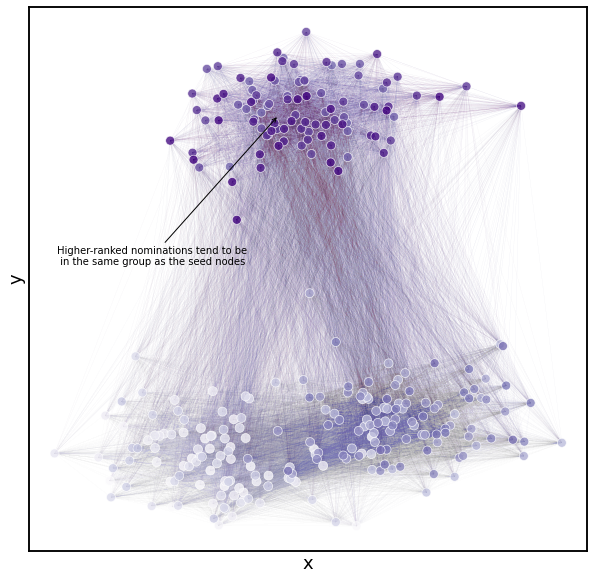 Higher-ranked nominations tend to be
in the same group as the seed nodes
y
x